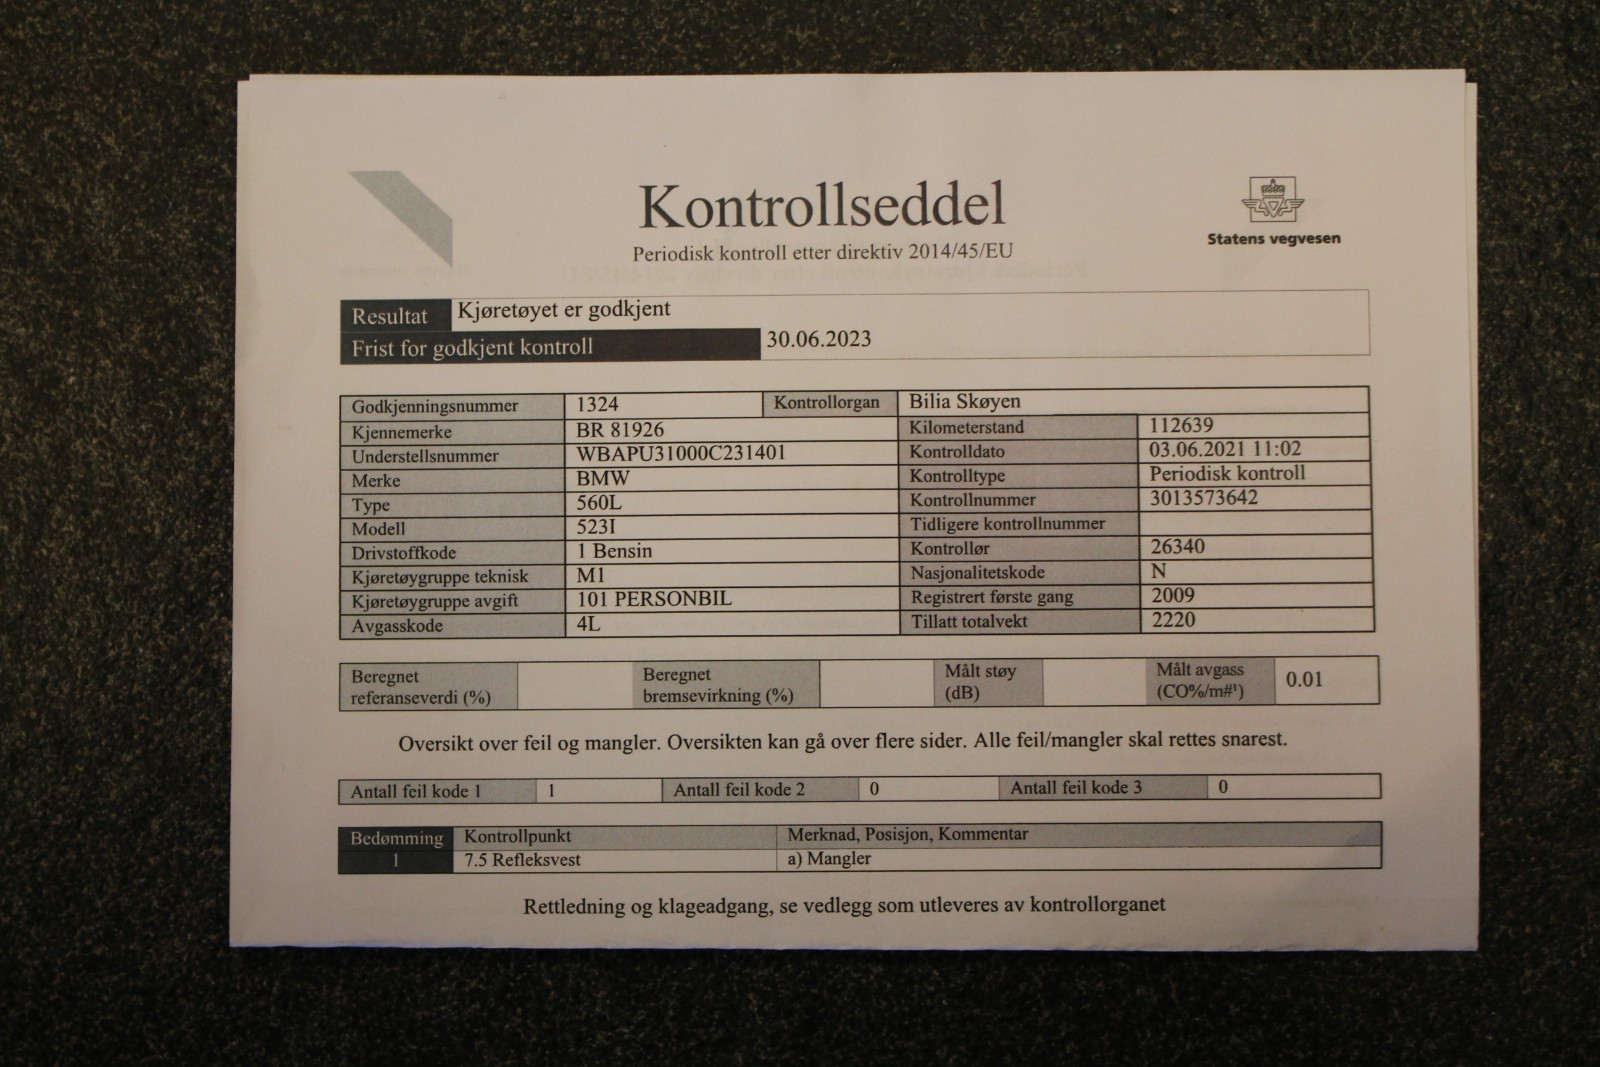 Kontrollseddel
Periodisk kontroll etter direktiv 2014/45/EU
Statens vegvesen
Resultat Kjøretøyet er godkjent
Frist for godkjent kontroll 30.06.2023
Godkjenningsnummer 1324 Kontrollorgan Bilia Skøyen
Kjennemerke BR 81926 Kilometerstand 112639
Understellsnummer WBAPU31000C231401 Kontrolldato 03.06.2021 11:02
Merke BMW Kontrolltype Periodisk kontroll
Type 560L Kontrollnummer 3013573642
Modell 523I Tidligere kontrollnummer
Drivstoffkode 1 Bensin Kontrollør 26340
Kjøretøygruppe teknisk M1 Nasjonalitetskode N
Kjøretøygruppe avgift 101 PERSONBIL Registrert første gang 2009
Avgasskode 4L Tillatt totalvekt 2220
Beregnet Beregnet Målt støy Målt avgass
referanseverdi (%) bremsevirkning (%) (dB) (CO%/m#¹) 0.01
Oversikt over feil og mangler. Oversikten kan gå over flere sider. Alle feil/mangler skal rettes snarest.
Antall feil kode 1 1 Antall feil kode 2 0 Antall feil kode 3 0
Bedømming Kontrollpunkt Merknad, Posisjon, Kommentar
1 7.5 Refleksvest a) Mangler
Rettledning og klageadgang, se vedlegg som utleveres av kontrollorganet